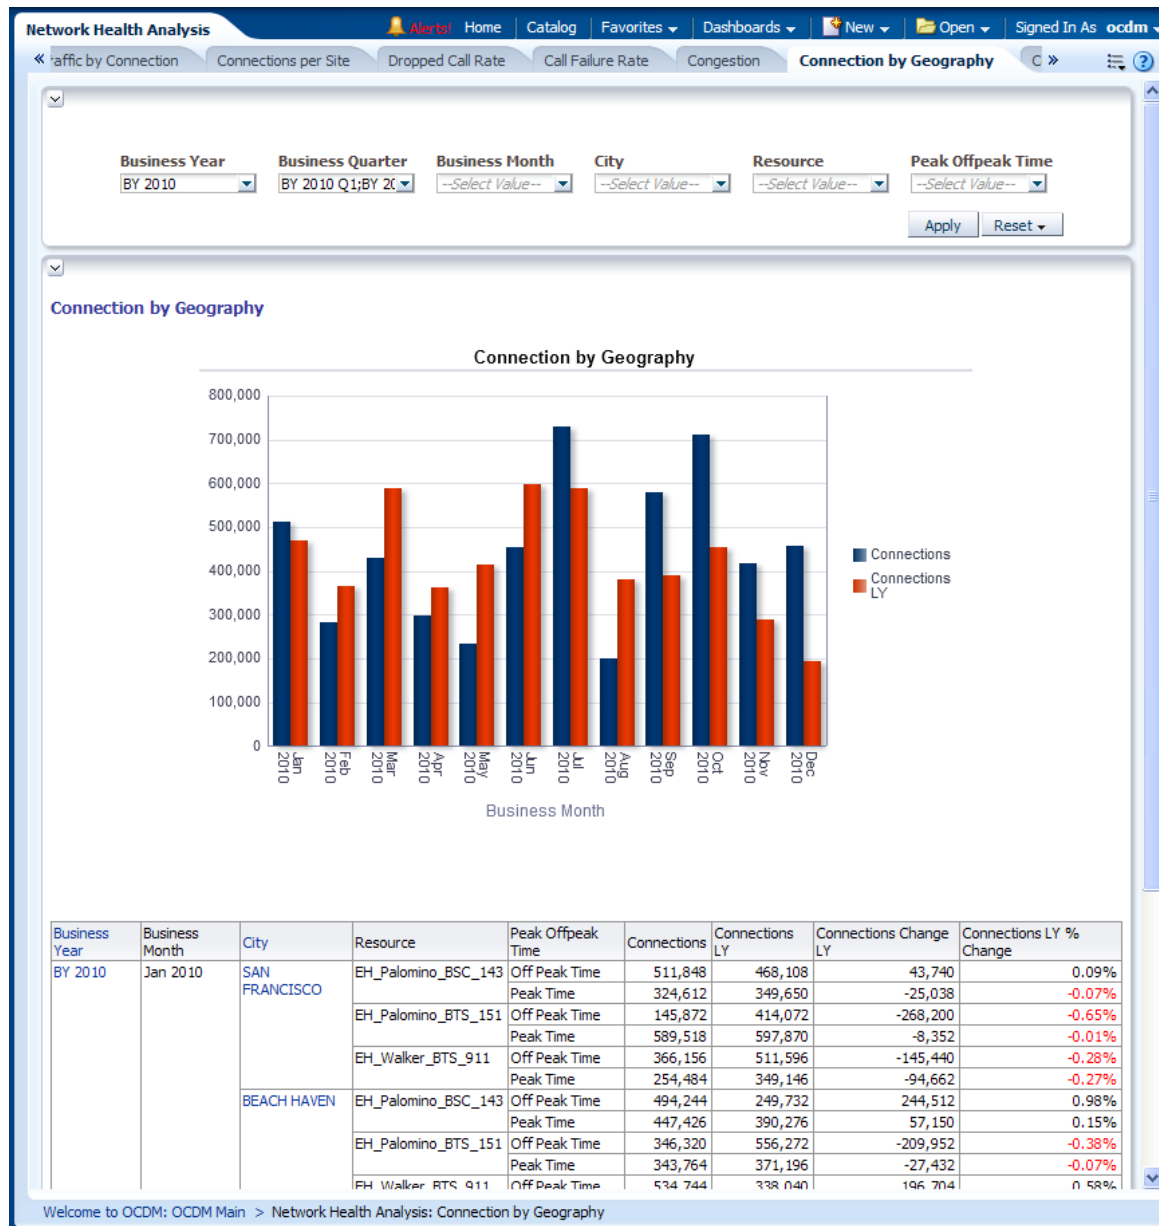 Network Health Analysis
Alerts! Home Catalog Favorites Dashboards New Open Signed In As ocdm
« raffic by Connection Connections per Site Dropped Call Rate Call Failure Rate Congestion Connection by Geography C »
Business Year Business Quarter Business Month City Resource Peak Offpeak Time
BY 2010 BY 2010 Q1;BY 20 --Select Value-- --Select Value-- --Select Value-- --Select Value--
Apply Reset
Connection by Geography
Connection by Geography
800,000
700,000
600,000
500,000
400,000
300,000
200,000
100,000
0
Connections
Connections
LY
Jan 2010
Feb 2010
Mar 2010
Apr 2010
May 2010
Jun 2010
Jul 2010
Aug 2010
Sep 2010
Oct 2010
Nov 2010
Dec 2010
Business Month
Business Year Business Month City Resource Peak Offpeak Time Connections Connections LY Connections Change LY Connections LY % Change
BY 2010 Jan 2010 SAN FRANCISCO EH_Palomino_BSC_143 Off Peak Time 511,848 468,108 43,740 0.09%
Peak Time 324,612 349,650 -25,038 -0.07%
EH_Palomino_BTS_151 Off Peak Time 145,872 414,072 -268,200 -0.65%
Peak Time 589,518 597,870 -8,352 -0.01%
EH_Walker_BTS_911 Off Peak Time 366,156 511,596 -145,440 -0.28%
Peak Time 254,484 349,146 -94,662 -0.27%
BEACH HAVEN EH_Palomino_BSC_143 Off Peak Time 494,244 249,732 244,512 0.98%
Peak Time 447,426 390,276 57,150 0.15%
EH_Palomino_BTS_151 Off Peak Time 346,320 556,272 -209,952 -0.38%
Peak Time 343,764 371,196 -27,432 -0.07%
EH_Walker_BTS_911 Off Peak Time 534,744 338,040 196,704 0.58%
Welcome to OCDM: OCDM Main > Network Health Analysis: Connection by Geography